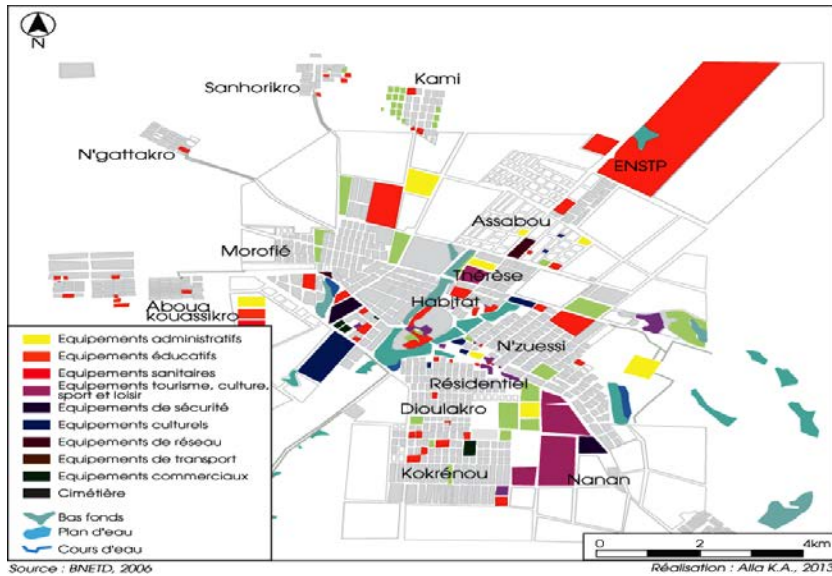 N
Sanhorikro
Kami
N'gattakro
ENSTP
Assabou
Morofié
Thérèse
Habitat
Aboua
kouassikro
N'zuessi
Résidentiel
Dioulakro
Kokrénou
Nanan
Equipements administratifs
Equipements éducatifs
Equipements sanitaires
Equipements tourisme, culture,
sport et loisir
Equipements de sécurité
Equipements culturels
Equipements de réseau
Equipements de transport
Equipements commerciaux
Cimétière
Bas fonds
Plan d'eau
Cours d'eau
0 2 4km
Source : BNETD, 2006
Réalisation : Alla K.A., 2013